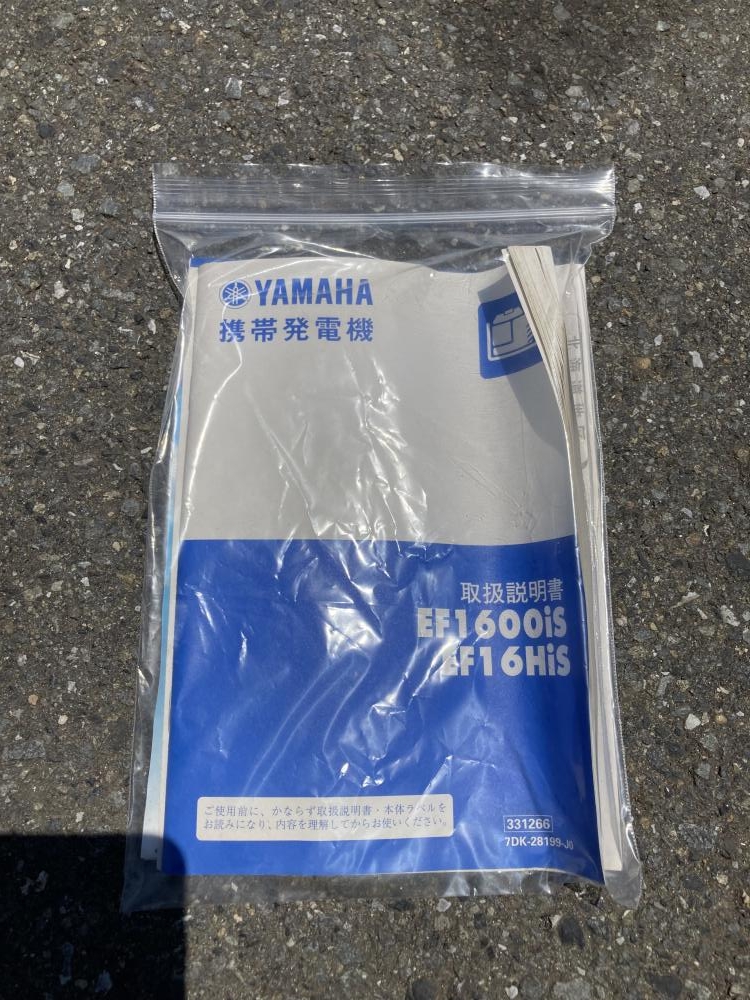 YAMAHA
携帯発電機
取扱説明書
EF1600iS
EF16HiS
ご使用前に、かならず取扱説明書・本体ラベルを
お読みになり、内容を理解してからお使いください。
331266
7DK-28199-J0